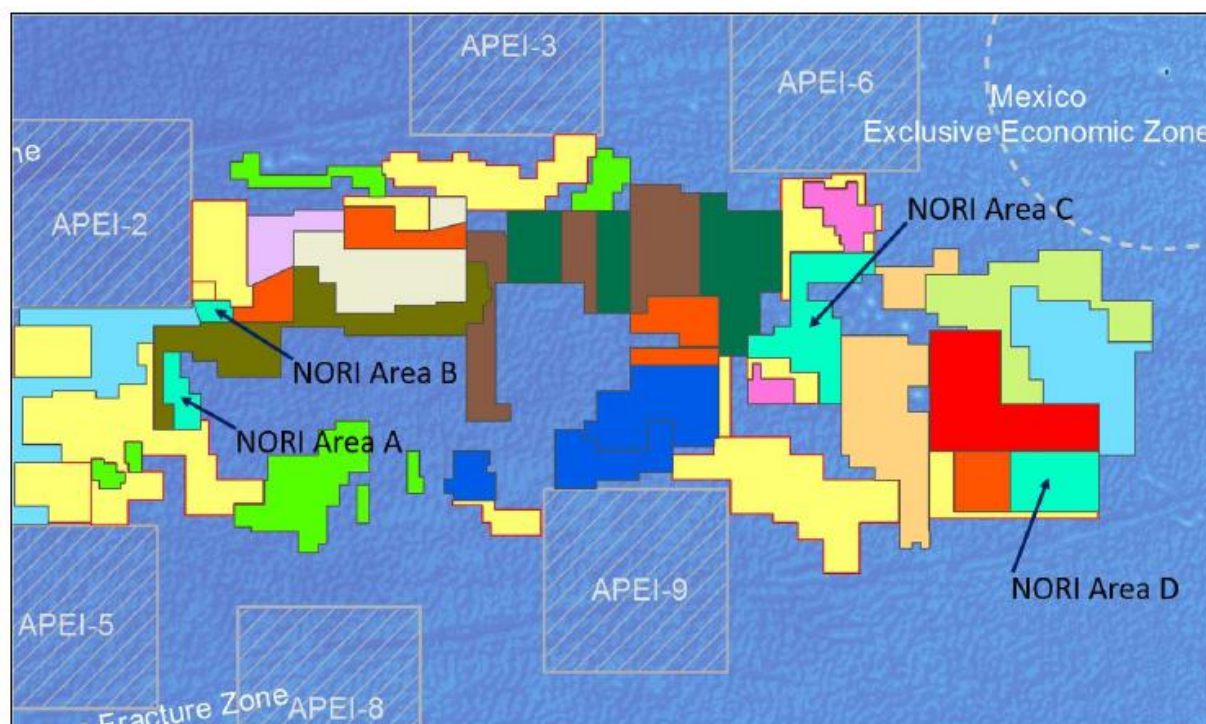 APEI-3
APEI-6
Mexico
Exclusive Economic Zone
ne
APEI-2
NORI Area C
NORI Area B
NORI Area A
NORI Area D
APEI-9
APEI-5
Fracture Zone
APEI-8